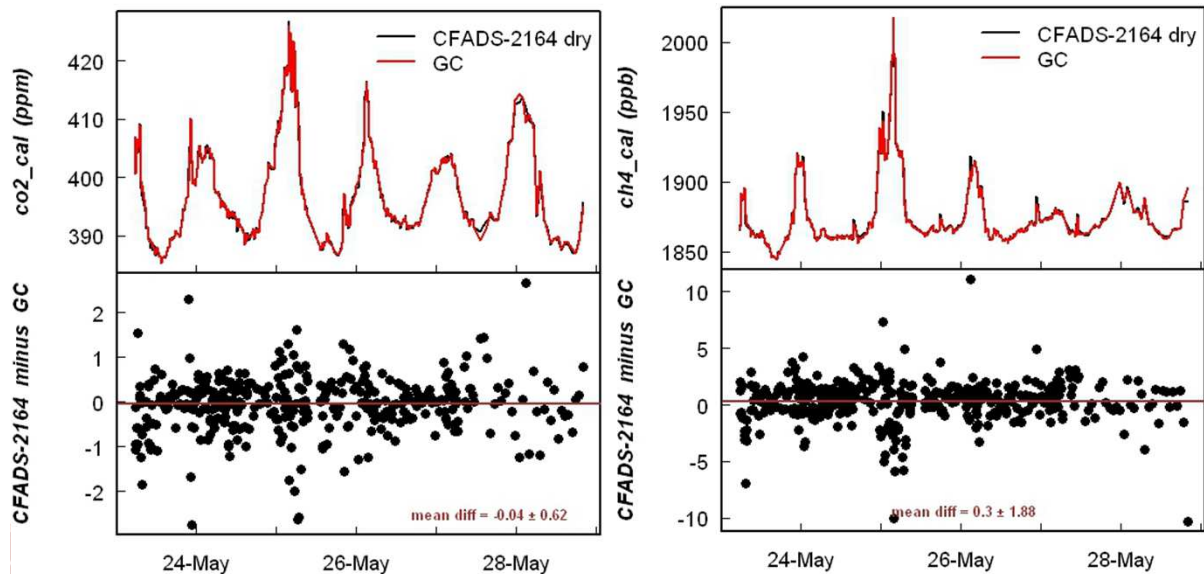 co2_cal (ppm)
420
410
400
390
CFADS-2164 dry
GC
CFADS-2164 minus GC
2
1
0
-1
-2
mean diff = -0.04 ± 0.62
24-May
26-May
28-May
ch4_cal (ppb)
2000
1950
1900
1850
CFADS-2164 dry
GC
CFADS-2164 minus GC
10
5
0
-5
-10
mean diff = 0.3 ± 1.88
24-May
26-May
28-May